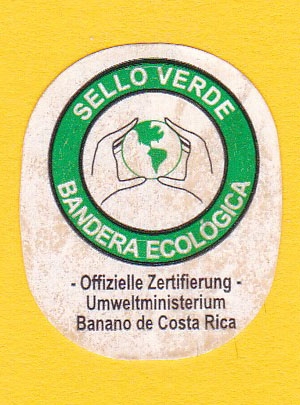 SELLO VERDE
BANDERA ECOLÓGICA
- Offizielle Zertifierung -
Umweltministerium
Banano de Costa Rica